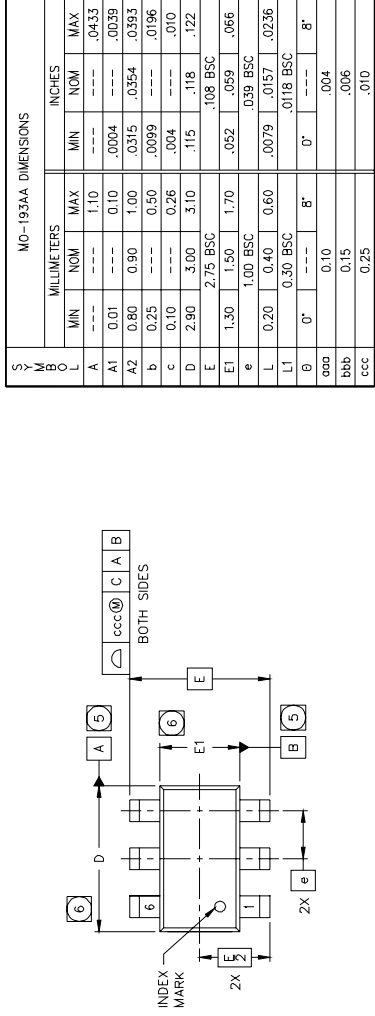 MO-193AA DIMENSIONS
SYMBOL MILLIMETERS INCHES
MIN NOM MAX MIN NOM MAX
A --- --- 1.10 --- --- .0433
A1 0.01 --- 0.10 .0004 --- .0039
A2 0.80 0.90 1.00 .0315 .0354 .0393
b 0.25 --- 0.50 .0099 --- .0196
c 0.10 --- 0.26 .004 --- .010
D 2.90 3.00 3.10 .115 .118 .122
E 2.75 BSC .108 BSC
E1 1.30 1.50 1.70 .052 .059 .066
e 1.00 BSC .039 BSC
L 0.20 0.40 0.60 .0079 .0157 .0236
L1 0.30 BSC .0118 BSC
Θ 0° --- 8° 0° --- 8°
aaa 0.10 .004
bbb 0.15 .006
ccc 0.25 .010
ccc Ⓜ C A B
BOTH SIDES
6
D
A 5
6
E1
E
B 5
6
1
INDEX
MARK
2X E/2
2X e